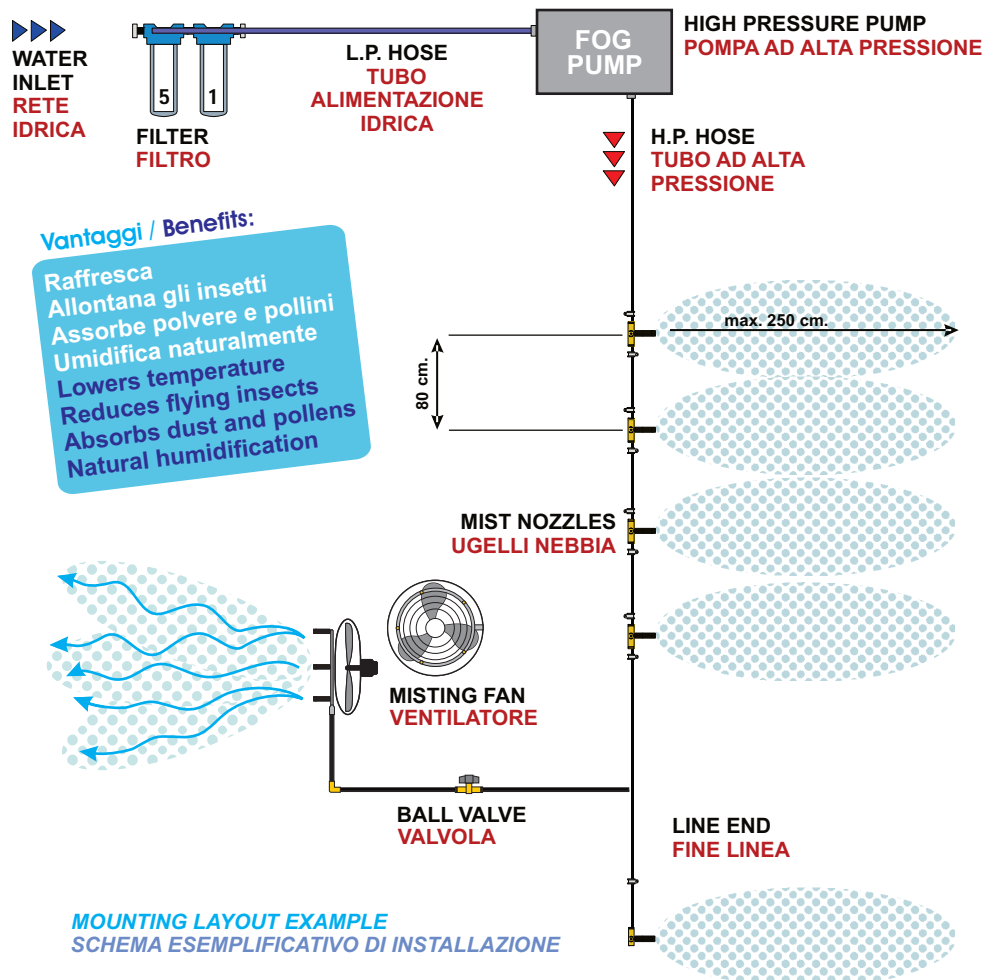 WATER
INLET
RETE
IDRICA
5
1
FILTER
FILTRO
L.P. HOSE
TUBO
ALIMENTAZIONE
IDRICA
FOG
PUMP
HIGH PRESSURE PUMP
POMPA AD ALTA PRESSIONE
H.P. HOSE
TUBO AD ALTA
PRESSIONE
Vantaggi / Benefits:
Raffresca
Allontana gli insetti
Assorbe polvere e pollini
Umidifica naturalmente
Lowers temperature
Reduces flying insects
Absorbs dust and pollens
Natural humidification
80 cm.
max. 250 cm.
MIST NOZZLES
UGELLI NEBBIA
MISTING FAN
VENTILATORE
BALL VALVE
VALVOLA
LINE END
FINE LINEA
MOUNTING LAYOUT EXAMPLE
SCHEMA ESEMPLIFICATIVO DI INSTALLAZIONE